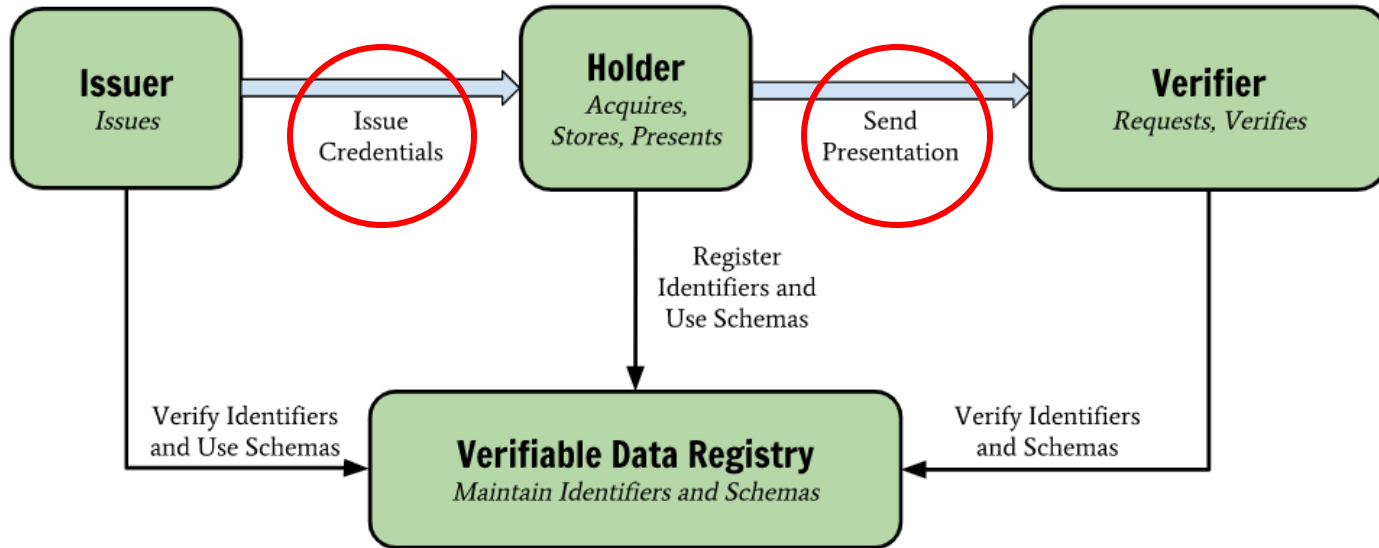 Issuer
Issues
Issue
Credentials
Holder
Acquires,
Stores, Presents
Send
Presentation
Verifier
Requests, Verifies
Register
Identifiers and
Use Schemas
Verify Identifiers
and Use Schemas
Verifiable Data Registry
Maintain Identifiers and Schemas
Verify Identifiers
and Schemas